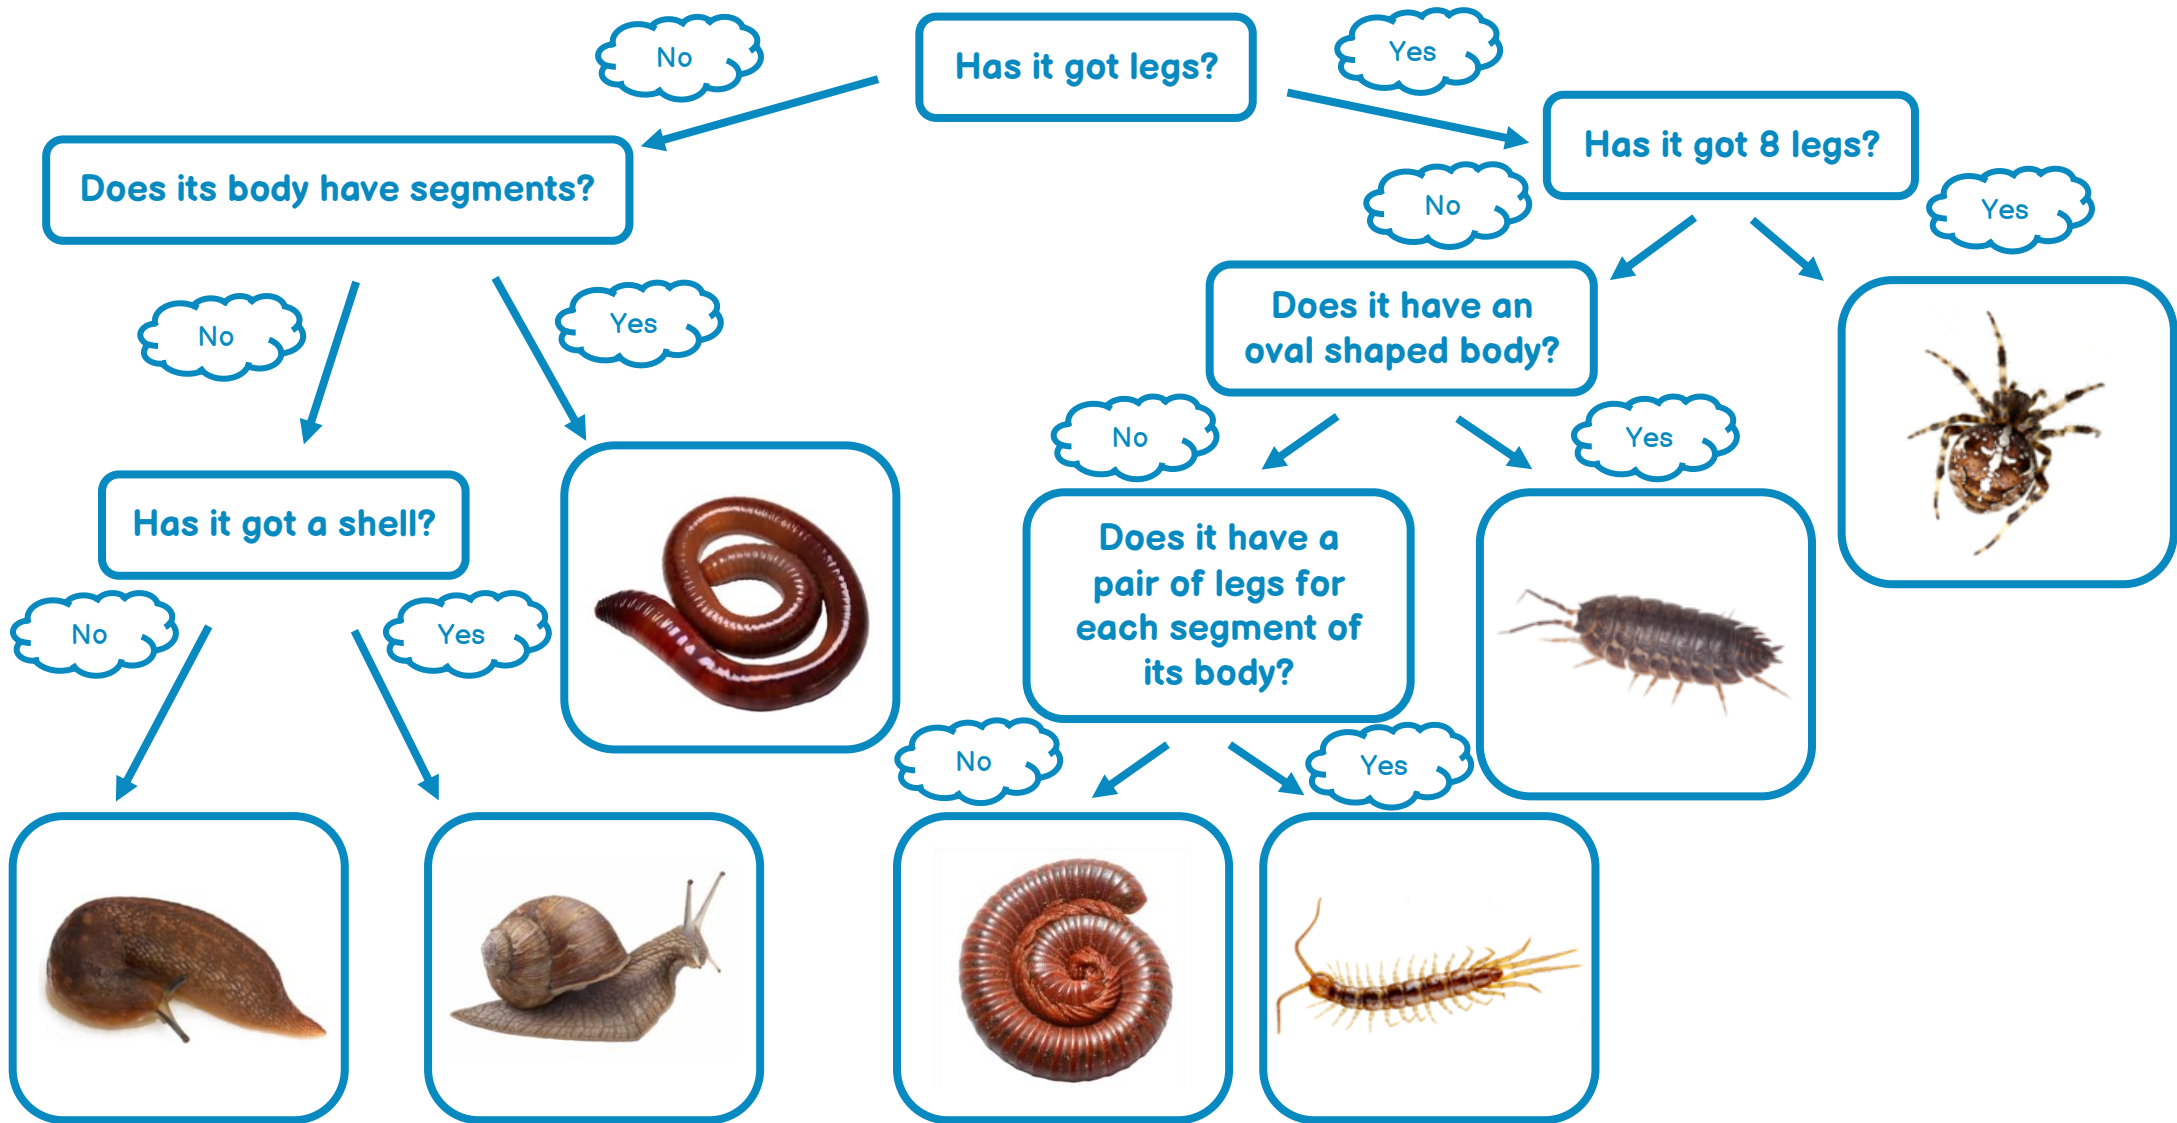 No
Has it got legs?
Yes
Has it got 8 legs?
Does its body have segments?
No
Yes
Does it have an
oval shaped body?
No
Yes
No
Yes
Has it got a shell?
Does it have a
pair of legs for
each segment of
its body?
No
Yes
No
Yes